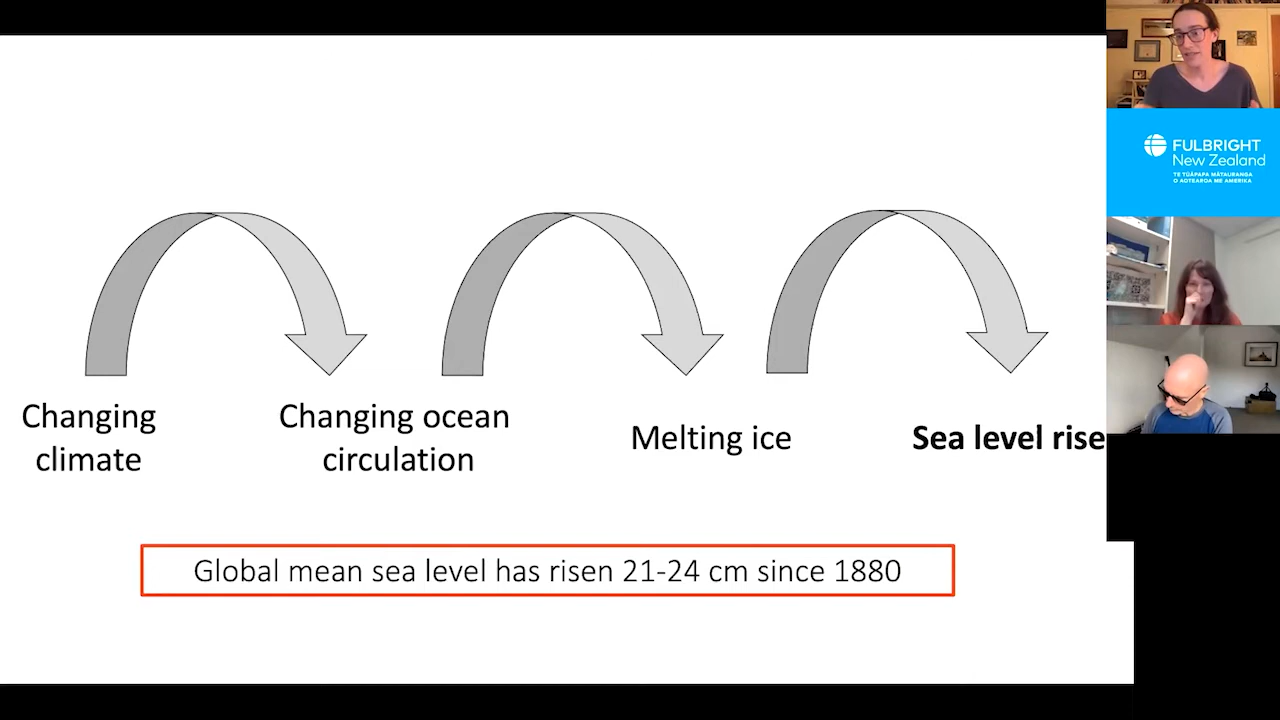 Changing
climate
Changing ocean
circulation
Melting ice
Sea level rise
Global mean sea level has risen 21-24 cm since 1880
FULBRIGHT
New Zealand
TE TŪĀPAPA MĀTAURANGA
O AOTEAROA ME AMERIKA